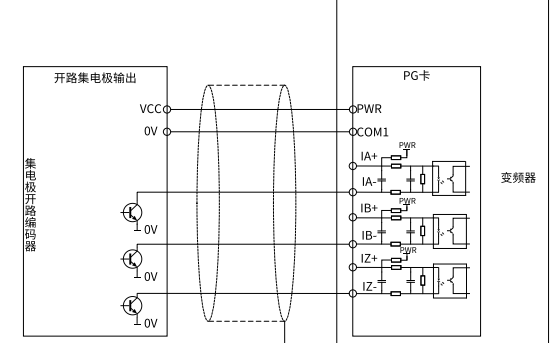 开路集电极输出
PG卡
VCC
PWR
0V
COM1
PWR
IA+
集电极开路编码器
IA-
变频器
PWR
IB+
0V
IB-
PWR
IZ+
0V
IZ-
0V